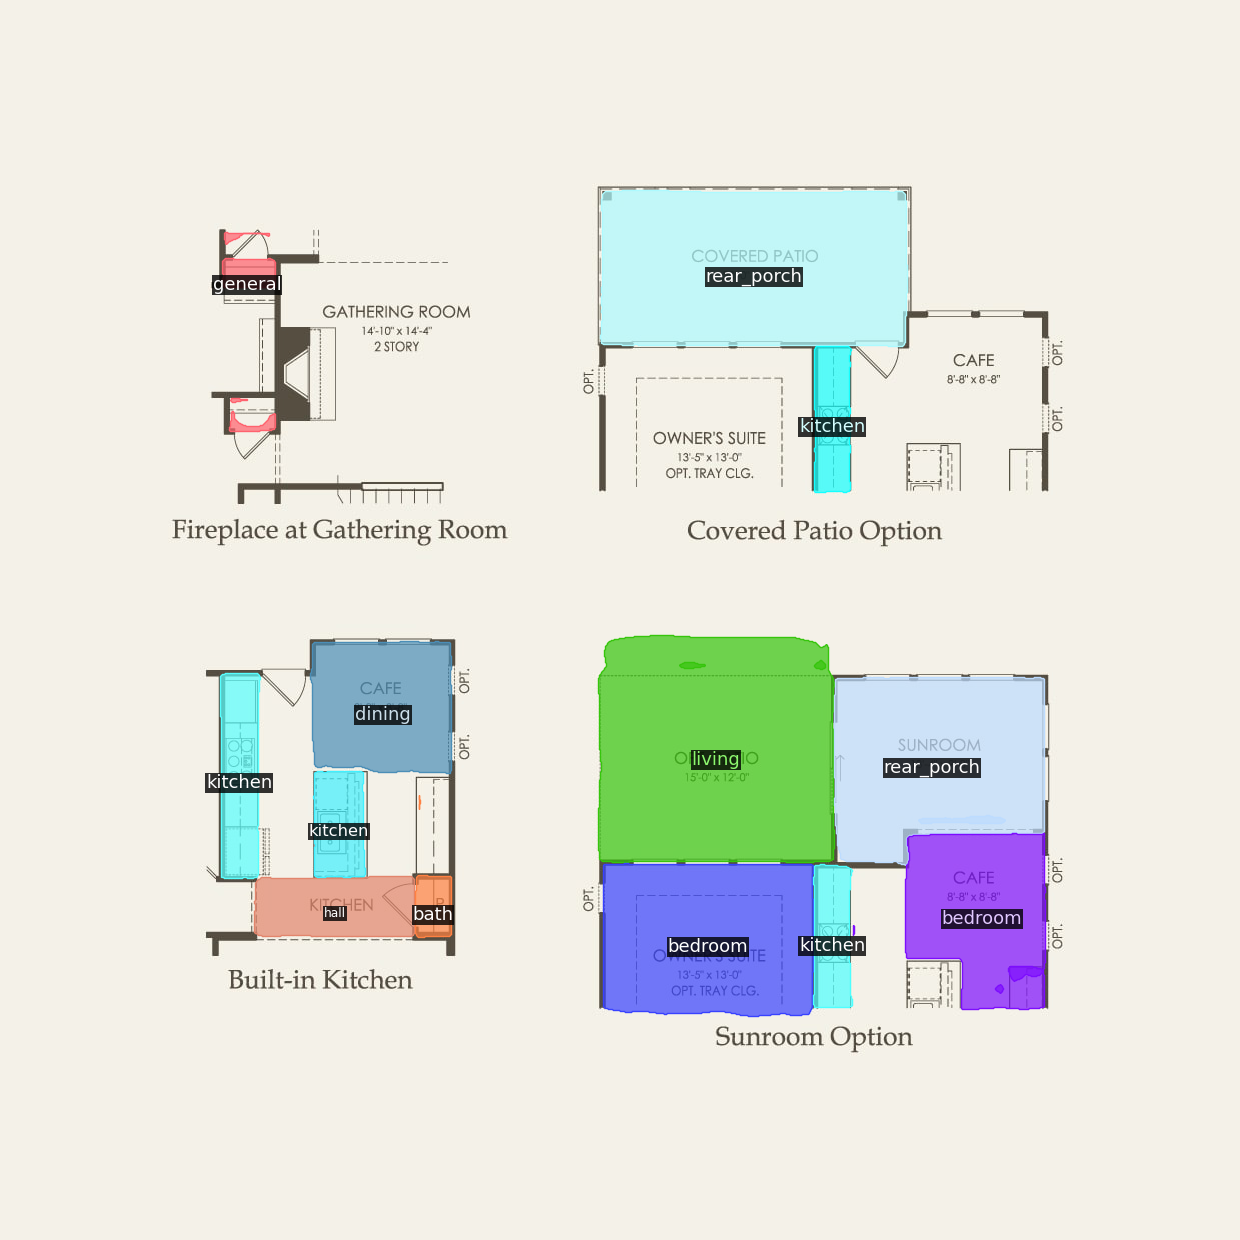 general
GATHERING ROOM
14'-10" x 14'-4"
2 STORY
Fireplace at Gathering Room
COVERED PATIO
rear_porch
OPT.
CAFE
8'-8" x 8'-8"
OPT.
OPT.
kitchen
OWNER'S SUITE
13'-5" x 13'-0"
OPT. TRAY CLG.
Covered Patio Option
CAFE
dining
OPT.
OPT.
kitchen
kitchen
KITCHEN
hall
bath
Built-in Kitchen
living
15'-0" x 12'-0"
SUNROOM
rear_porch
OPT.
CAFE
8'-8" x 8'-8"
bedroom
OPT.
OPT.
bedroom
kitchen
OWNER'S SUITE
13'-5" x 13'-0"
OPT. TRAY CLG.
Sunroom Option